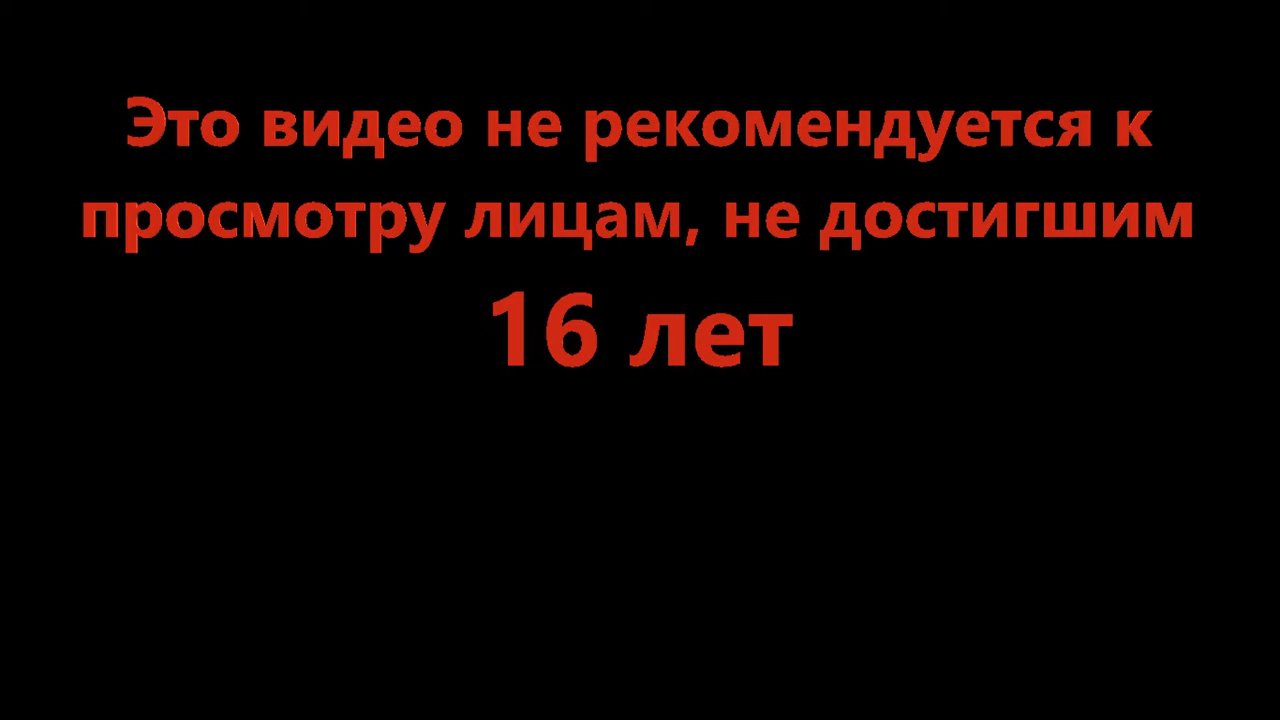 Это видео не рекомендуется к
просмотру лицам, не достигшим
16 лет